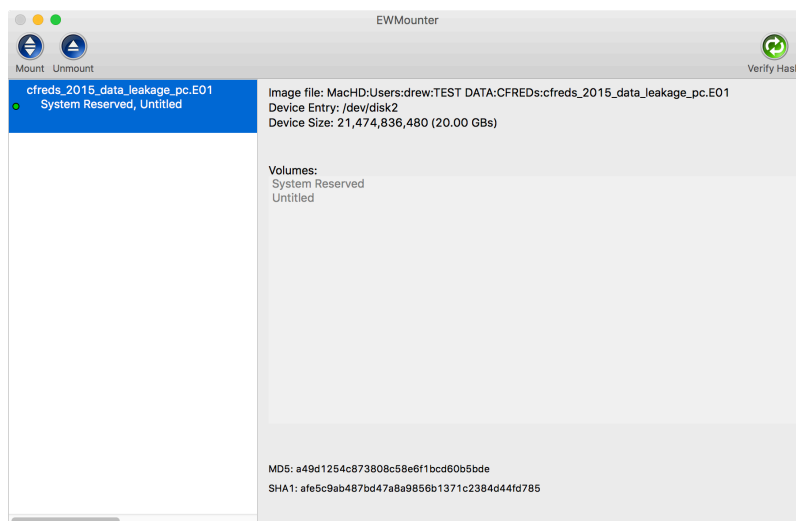 EWMounter
Mount Unmount
Verify Hash
cfreds_2015_data_leakage_pc.E01
System Reserved, Untitled
Image file: MacHD:Users:drew:TEST DATA:CFREDs:cfreds_2015_data_leakage_pc.E01
Device Entry: /dev/disk2
Device Size: 21,474,836,480 (20.00 GBs)
Volumes:
System Reserved
Untitled
MD5: a49d1254c873808c58e6f1bcd60b5bde
SHA1: afe5c9ab487bd47a8a9856b1371c2384d44fd785